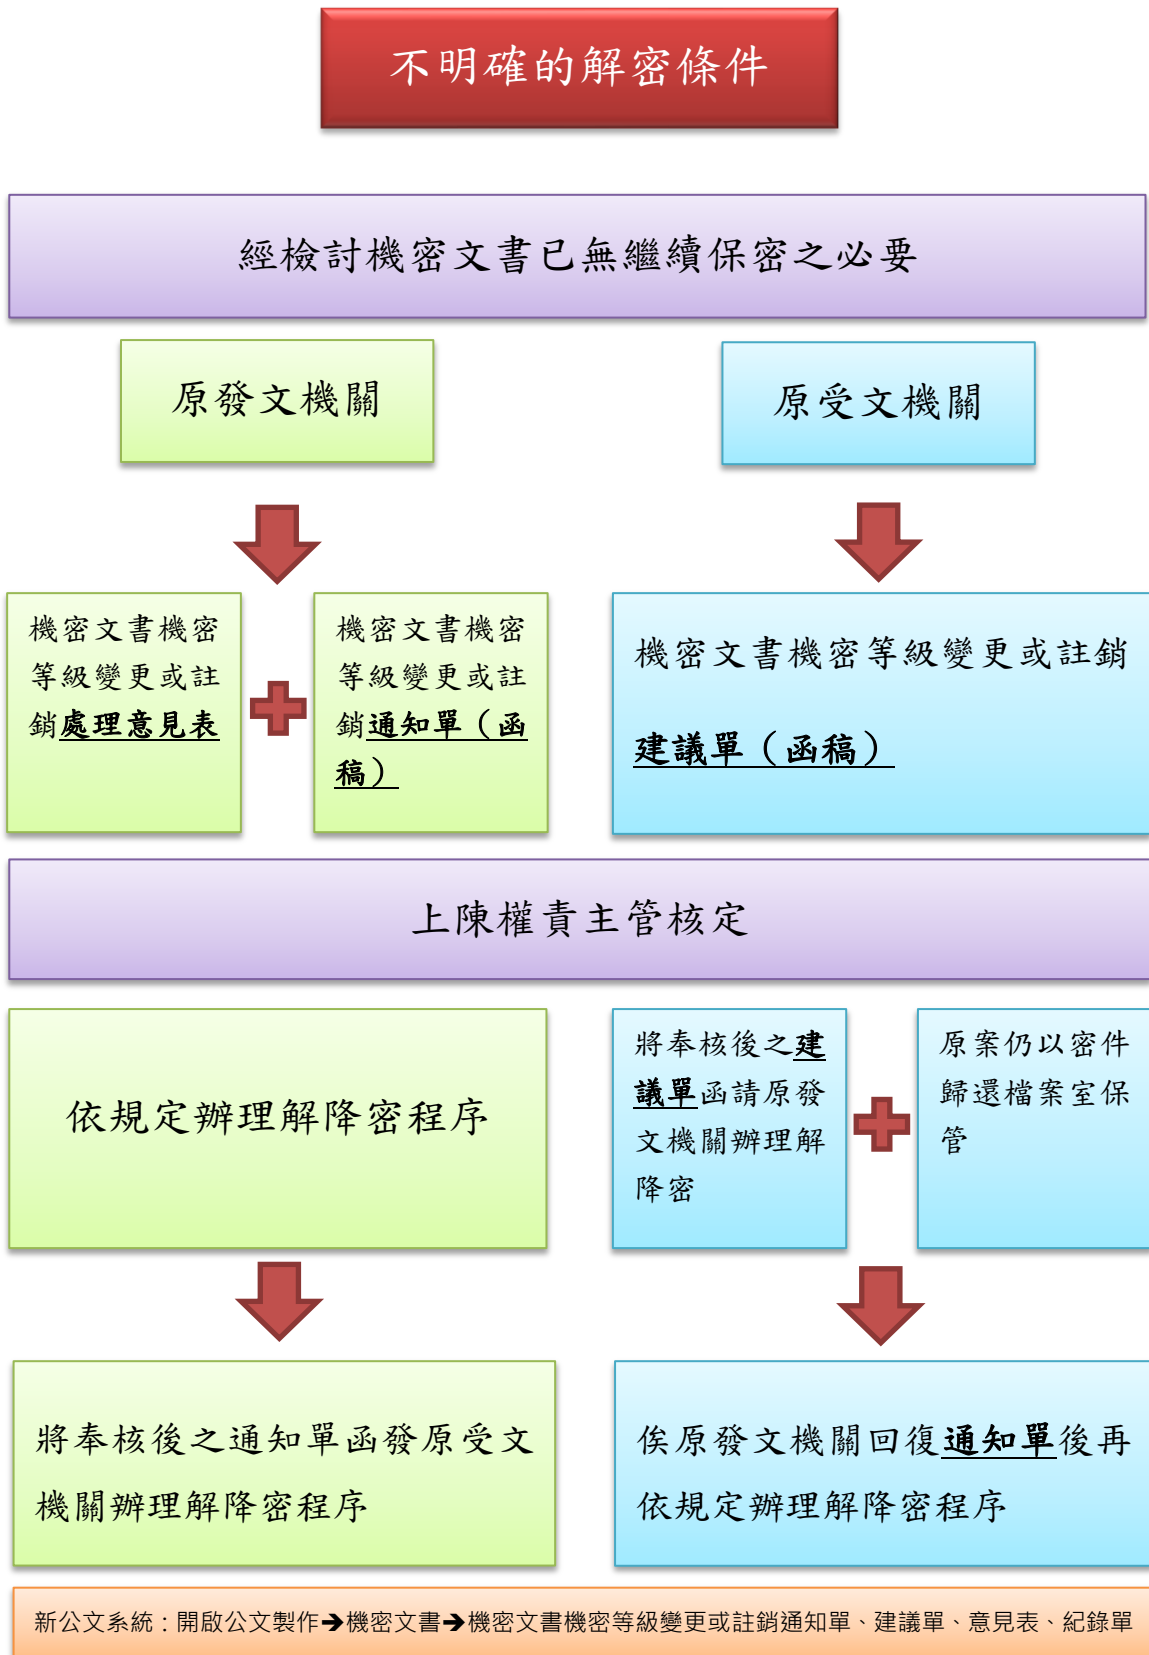 不明確的解密條件
經檢討機密文書已無繼續保密之必要
原發文機關
原受文機關
機密文書機密
等級變更或註
銷處理意見表
機密文書機密
等級變更或註
銷通知單（函
稿）
機密文書機密等級變更或註銷
建議單（函稿）
上陳權責主管核定
依規定辦理解降密程序
將奉核後之建
議單函請原發
文機關辦理解
降密
原案仍以密件
歸還檔案室保
管
將奉核後之通知單函發原受文
機關辦理解降密程序
俟原發文機關回復通知單後再
依規定辦理解降密程序
新公文系統：開啟公文製作➔機密文書➔機密文書機密等級變更或註銷通知單、建議單、意見表、紀錄單